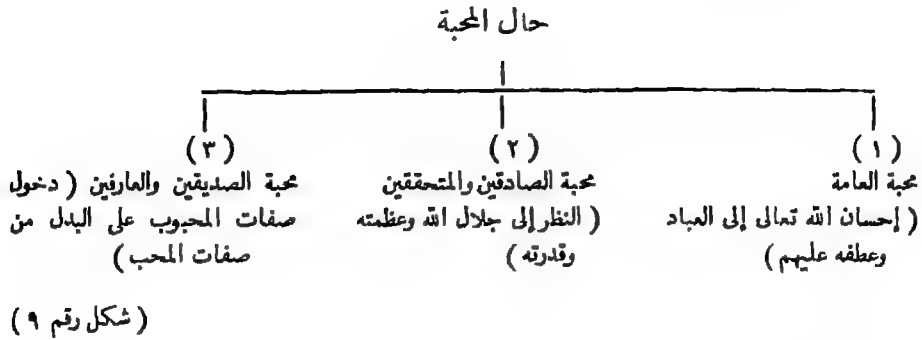 حال المحبة
( ١ )
محبة العامة
( إحسان الله تعالى إلى العباد
وعطفه عليهم )
( ٢ )
محبة الصادقين والمتحققين
( النظر إلى جلال الله وعظمته
وقدرته )
( ٣ )
محبة الصديقين والعارفين ( دخول
صفات المحبوب على البدل من
صفات المحب )
( شكل رقم ٩ )